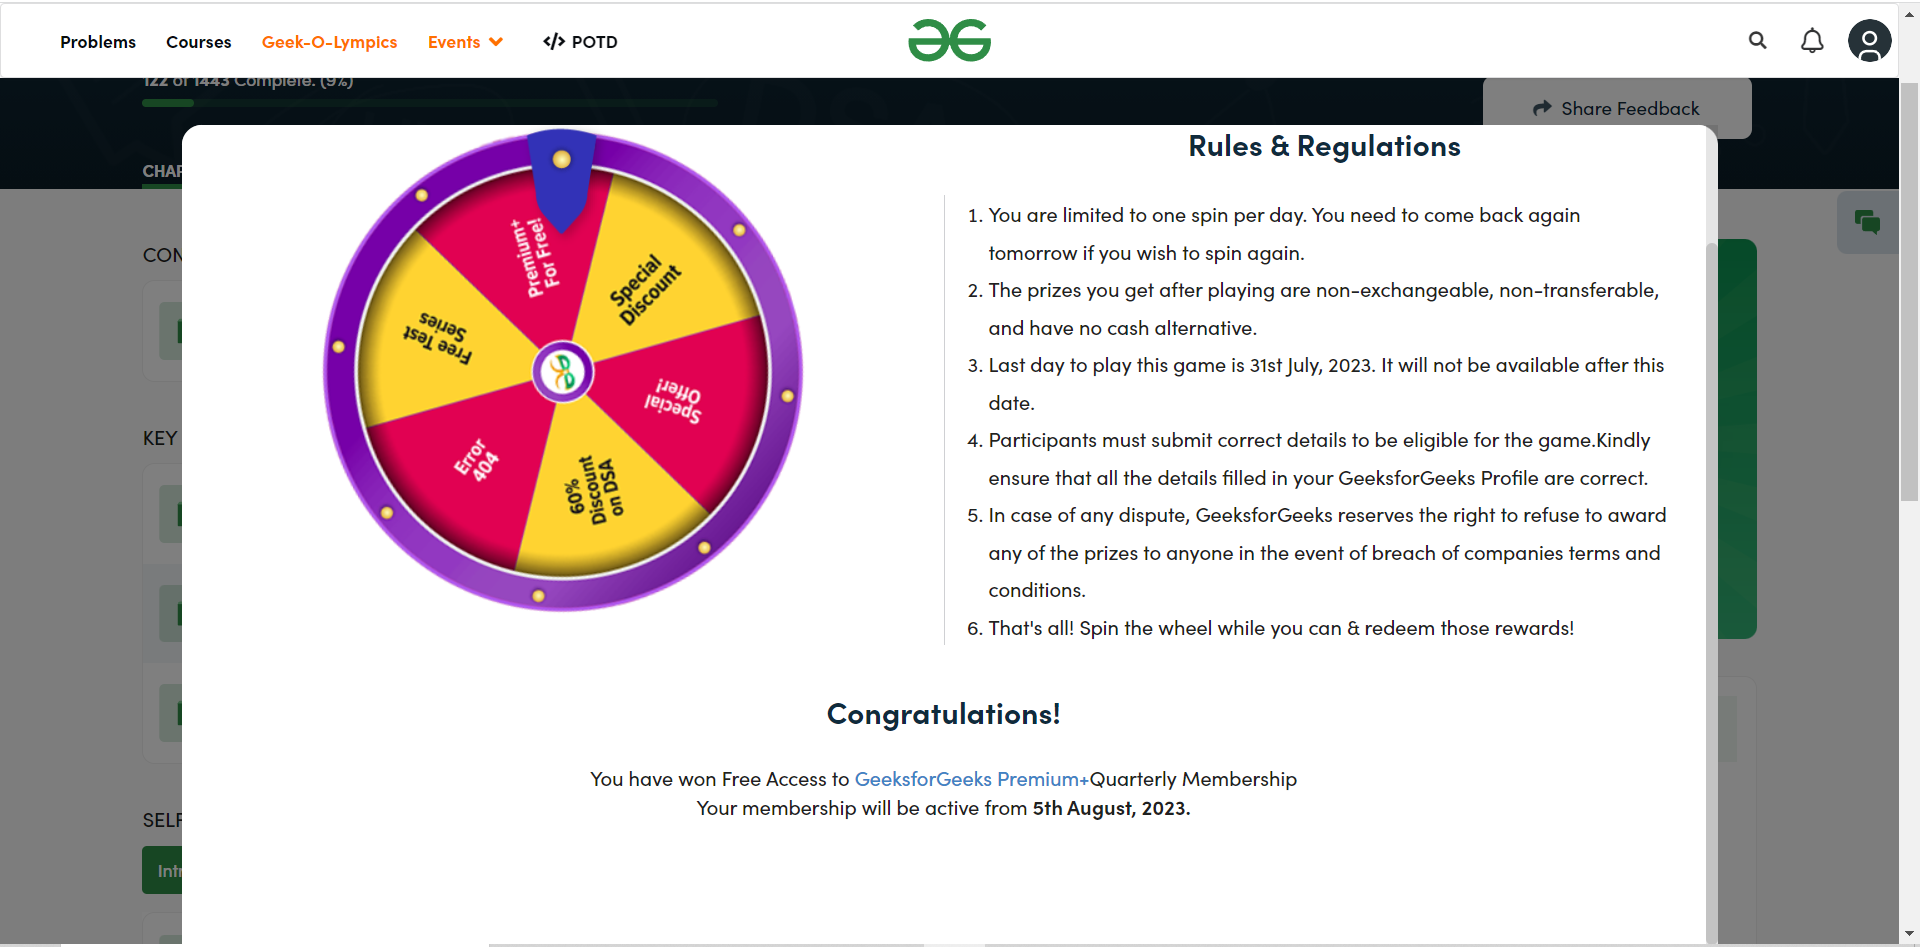 Problems Courses Geek-O-Lympics Events </> POTD
122 of 1443 Complete. (9%)
Share Feedback
CHAP
CON
KEY
SELF
Intr
Premium+
For Free!
Special
Discount
Special
Offer!
60%
Discount
on DSA
Error
404
Free Test
Series
Rules & Regulations
1. You are limited to one spin per day. You need to come back again
tomorrow if you wish to spin again.
2. The prizes you get after playing are non-exchangeable, non-transferable,
and have no cash alternative.
3. Last day to play this game is 31st July, 2023. It will not be available after this
date.
4. Participants must submit correct details to be eligible for the game.Kindly
ensure that all the details filled in your GeeksforGeeks Profile are correct.
5. In case of any dispute, GeeksforGeeks reserves the right to refuse to award
any of the prizes to anyone in the event of breach of companies terms and
conditions.
6. That's all! Spin the wheel while you can & redeem those rewards!
Congratulations!
You have won Free Access to GeeksforGeeks Premium+Quarterly Membership
Your membership will be active from 5th August, 2023.